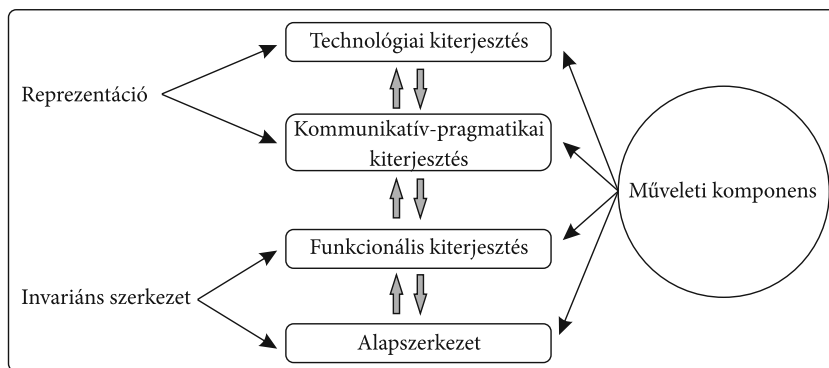 Technológiai kiterjesztés
Reprezentáció
Kommunikatív-pragmatikai
kiterjesztés
Műveleti komponens
Funkcionális kiterjesztés
Invariáns szerkezet
Alapszerkezet